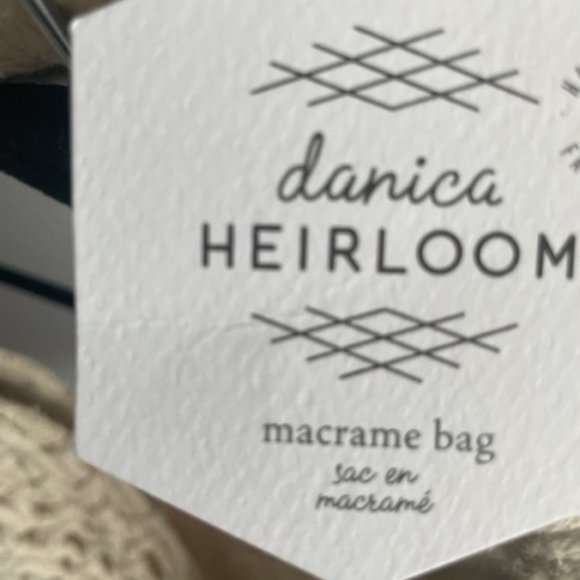 danica
HEIRLOOM
macrame bag
sac en
macramé